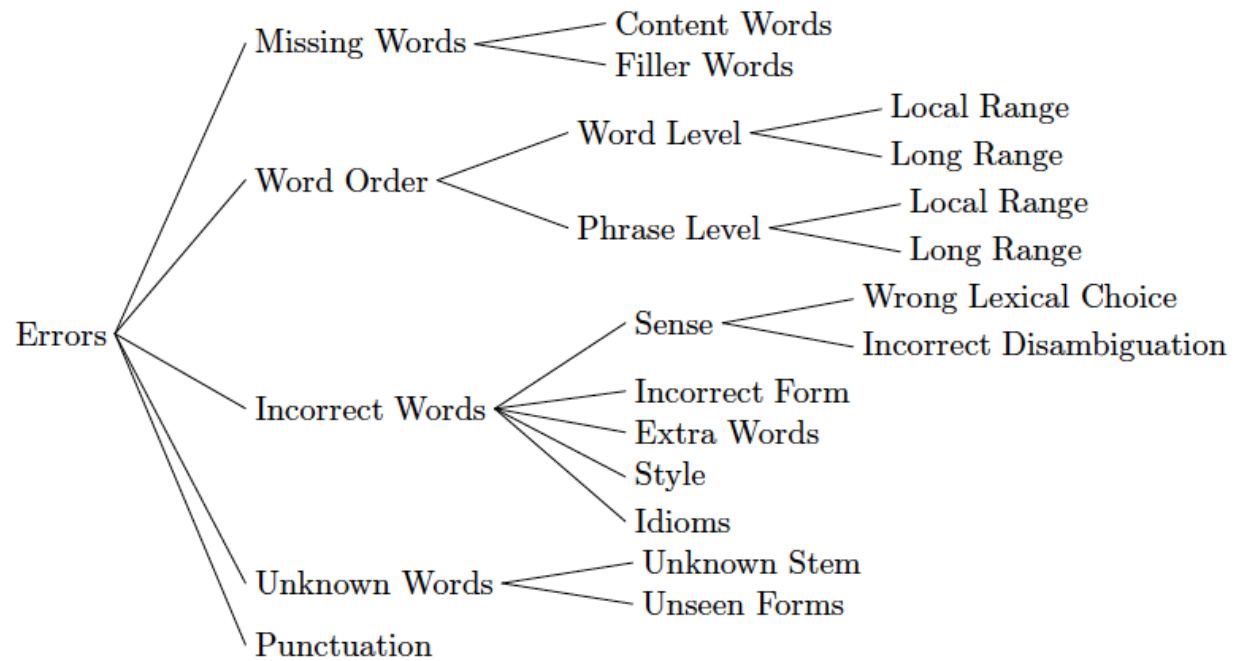 Content Words
Missing Words
Filler Words
Local Range
Word Level
Long Range
Word Order
Local Range
Phrase Level
Long Range
Wrong Lexical Choice
Sense
Errors
Incorrect Disambiguation
Incorrect Form
Incorrect Words
Extra Words
Style
Idioms
Unknown Stem
Unknown Words
Unseen Forms
Punctuation